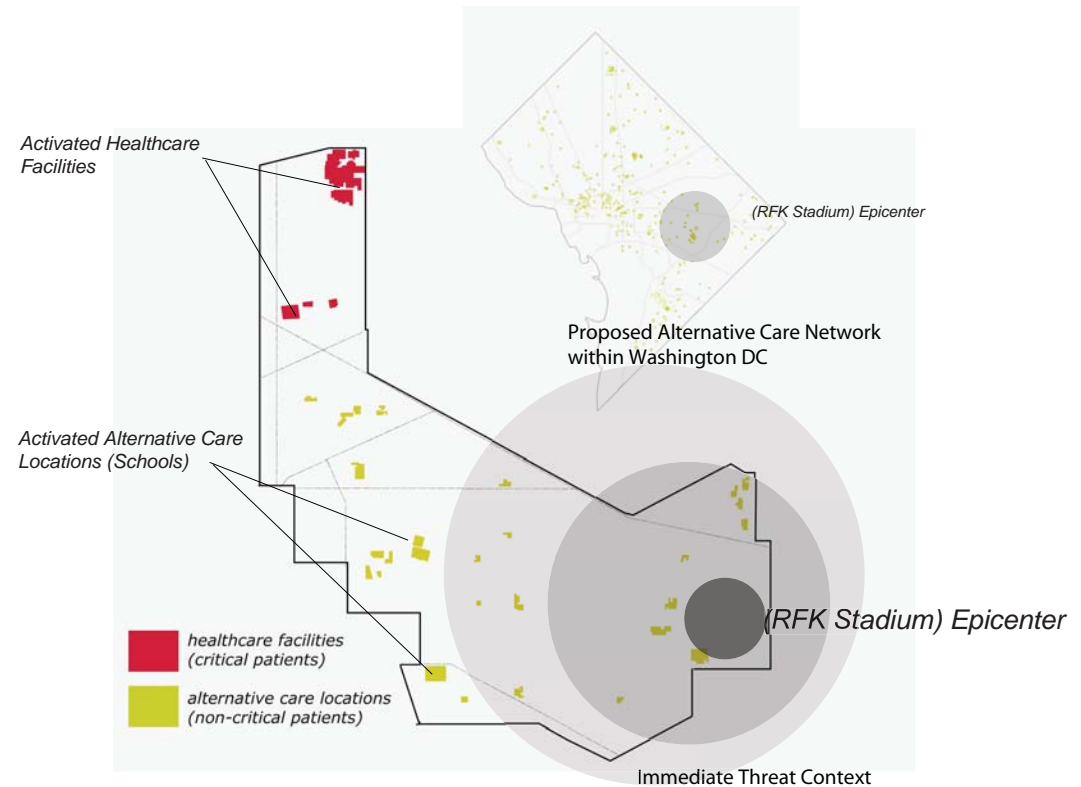 Activated Healthcare
Facilities
(RFK Stadium) Epicenter
Proposed Alternative Care Network
within Washington DC
Activated Alternative Care
Locations (Schools)
(RFK Stadium) Epicenter
healthcare facilities
(critical patients)
alternative care locations
(non-critical patients)
Immediate Threat Context